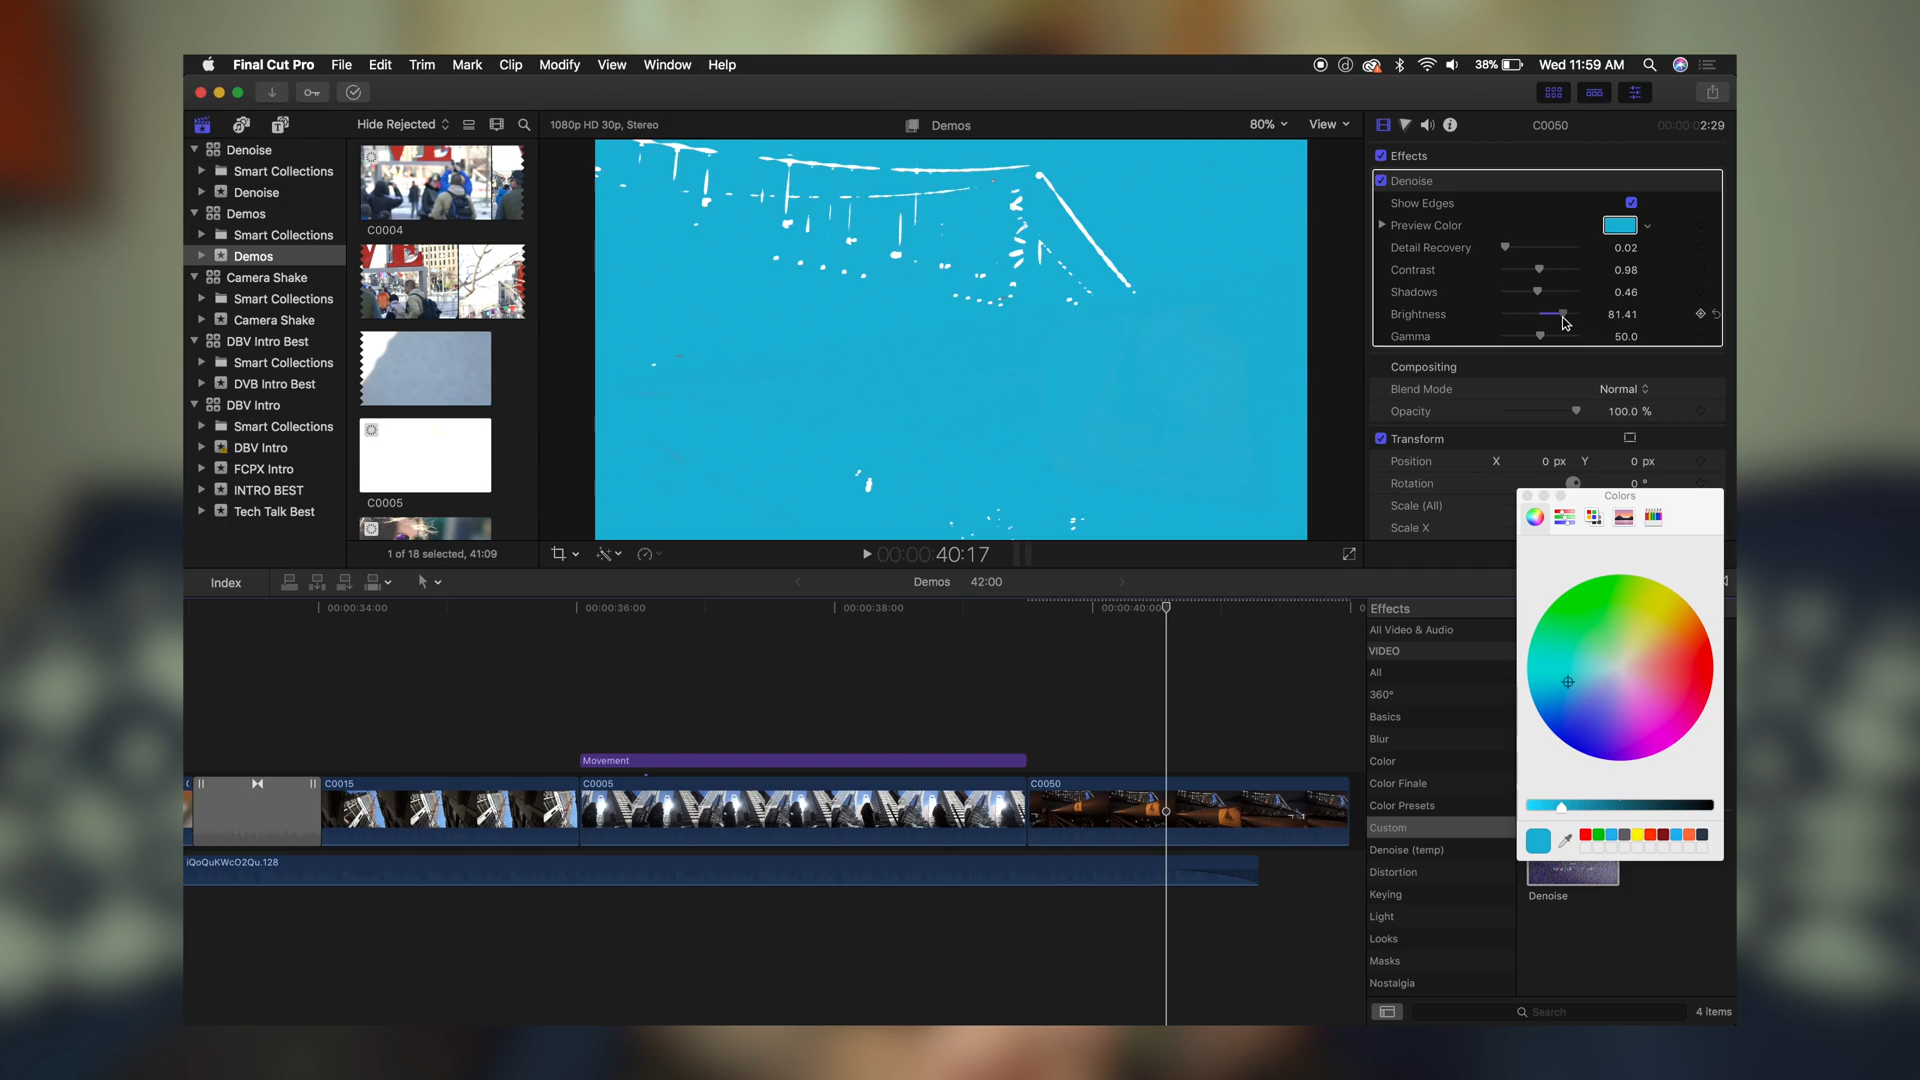 Final Cut Pro File Edit Trim Mark Clip Modify View Window Help 38% Wed 11:59 AM
Hide Rejected 1080p HD 30p, Stereo Demos 80% View C0050 00:00:02:29
Denoise
Smart Collections
Denoise
Demos
Smart Collections
Demos
Camera Shake
Smart Collections
Camera Shake
DBV Intro Best
Smart Collections
DVB Intro Best
DBV Intro
Smart Collections
DBV Intro
FCPX Intro
INTRO BEST
Tech Talk Best
C0004
C0005
1 of 18 selected, 41:09
00:00:40:17
Effects
Denoise
Show Edges
Preview Color
Detail Recovery 0.02
Contrast 0.98
Shadows 0.46
Brightness 81.41
Gamma 50.0
Compositing
Blend Mode Normal
Opacity 100.0 %
Transform
Position X 0 px Y 0 px
Rotation 0 °
Scale (All)
Scale X
Colors
Index Demos 42:00
00:00:34:00 00:00:36:00 00:00:38:00 00:00:40:00
Movement
C0015 C0005 C0050
iQoQuKWcO2Qu.128
Effects
All Video & Audio
VIDEO
All
360°
Basics
Blur
Color
Color Finale
Color Presets
Custom
Denoise (temp)
Distortion
Keying
Light
Looks
Masks
Nostalgia
Denoise
Search 4 items